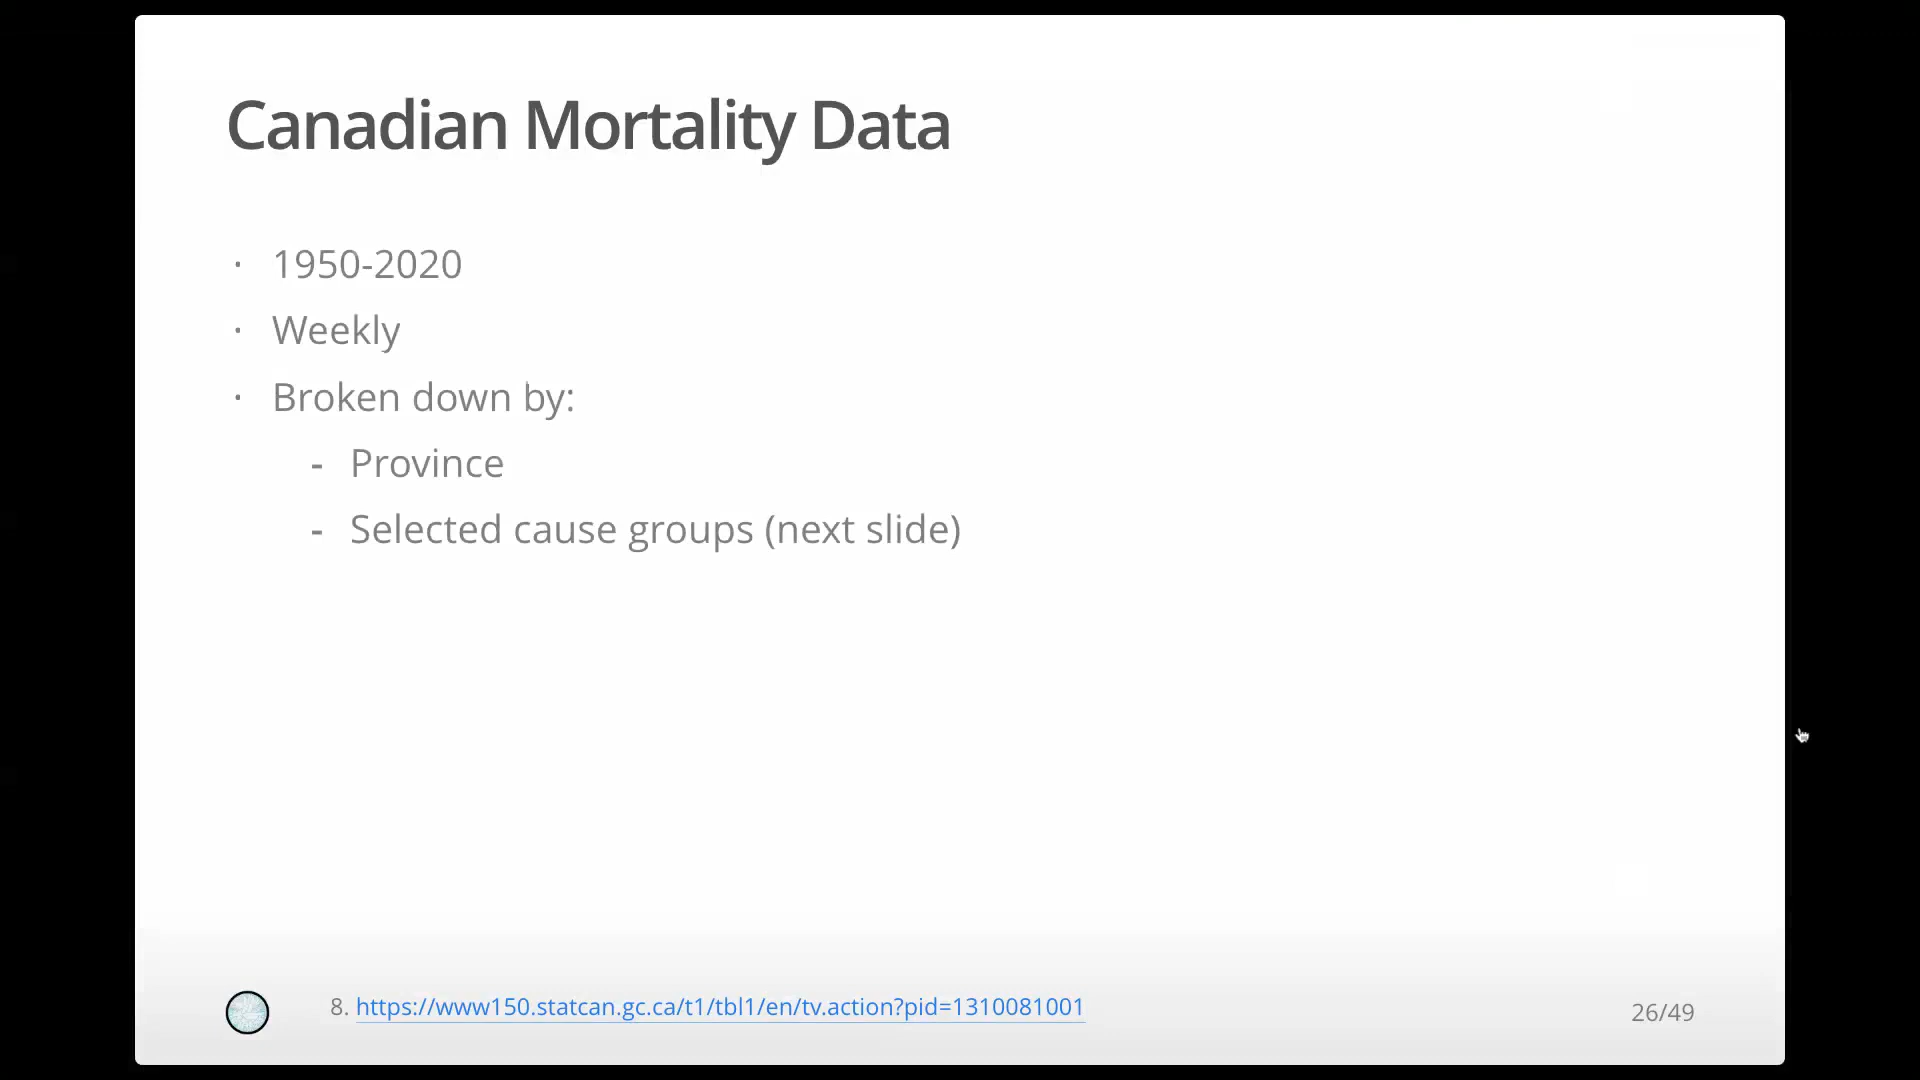 Canadian Mortality Data
· 1950-2020
· Weekly
· Broken down by:
- Province
- Selected cause groups (next slide)
8. https://www150.statcan.gc.ca/t1/tbl1/en/tv.action?pid=1310081001
26/49